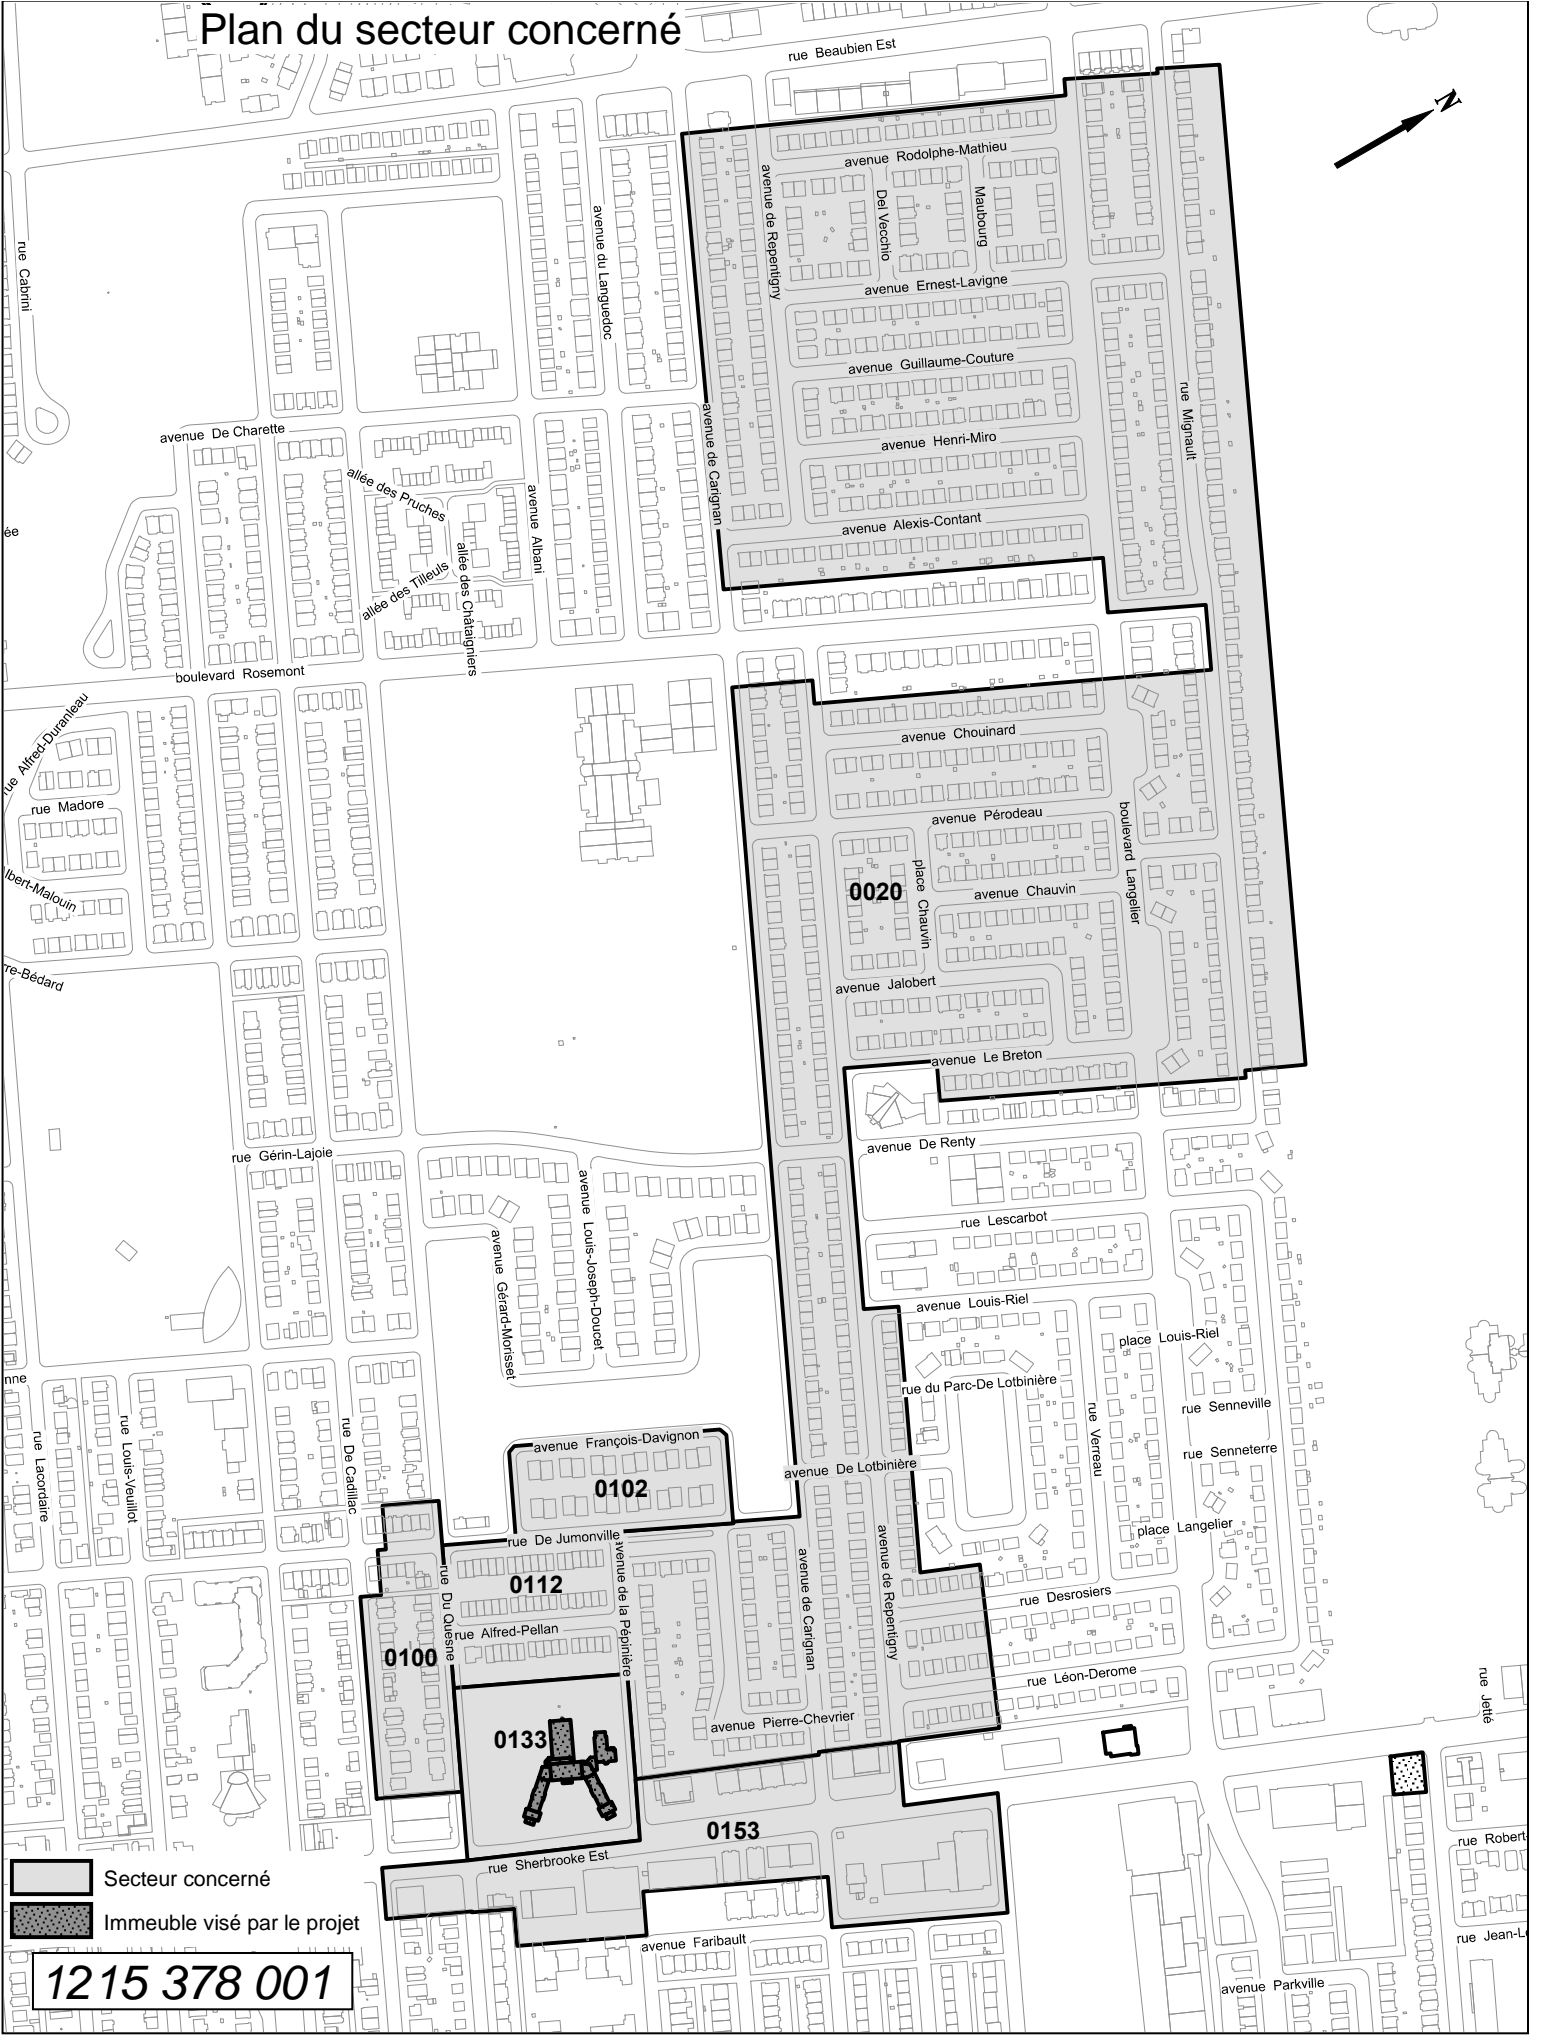 Plan du secteur concerné
rue Beaubien Est
N
avenue Rodolphe-Mathieu
avenue de Repentigny
Del Vecchio
Maubourg
avenue du Languedoc
rue Cabrini
avenue Ernest-Lavigne
avenue Guillaume-Couture
rue Mignault
avenue de Carignan
avenue De Charette
avenue Henri-Miro
allée des Pruches
avenue Albani
avenue Alexis-Contant
ée
allée des Châtaigniers
allée des Tilleuls
boulevard Rosemont
rue Alfred-Duranleau
avenue Chouinard
rue Madore
avenue Pérodeau
boulevard Langelier
place Chauvin
0020
avenue Chauvin
lbert-Malouin
re-Bédard
avenue Jalobert
avenue Le Breton
avenue De Renty
rue Gérin-Lajoie
avenue Louis-Joseph-Doucet
avenue Gérard-Morisset
rue Lescarbot
avenue Louis-Riel
place Louis-Riel
nne
rue du Parc-De Lotbinière
rue Senneville
rue Verreau
rue Lacordaire
rue Louis-Veuillot
rue De Cadillac
avenue François-Davignon
rue Senneterre
avenue De Lotbinière
0102
place Langelier
rue De Jumonville
avenue de la Pépinière
avenue de Carignan
avenue de Repentigny
rue Du Quesne
0112
rue Desrosiers
rue Alfred-Pellan
0100
rue Léon-Derome
rue Jetté
avenue Pierre-Chevrier
0133
0153
rue Robert-
rue Sherbrooke Est
Secteur concerné
Immeuble visé par le projet
avenue Faribault
rue Jean-L
1215 378 001
avenue Parkville